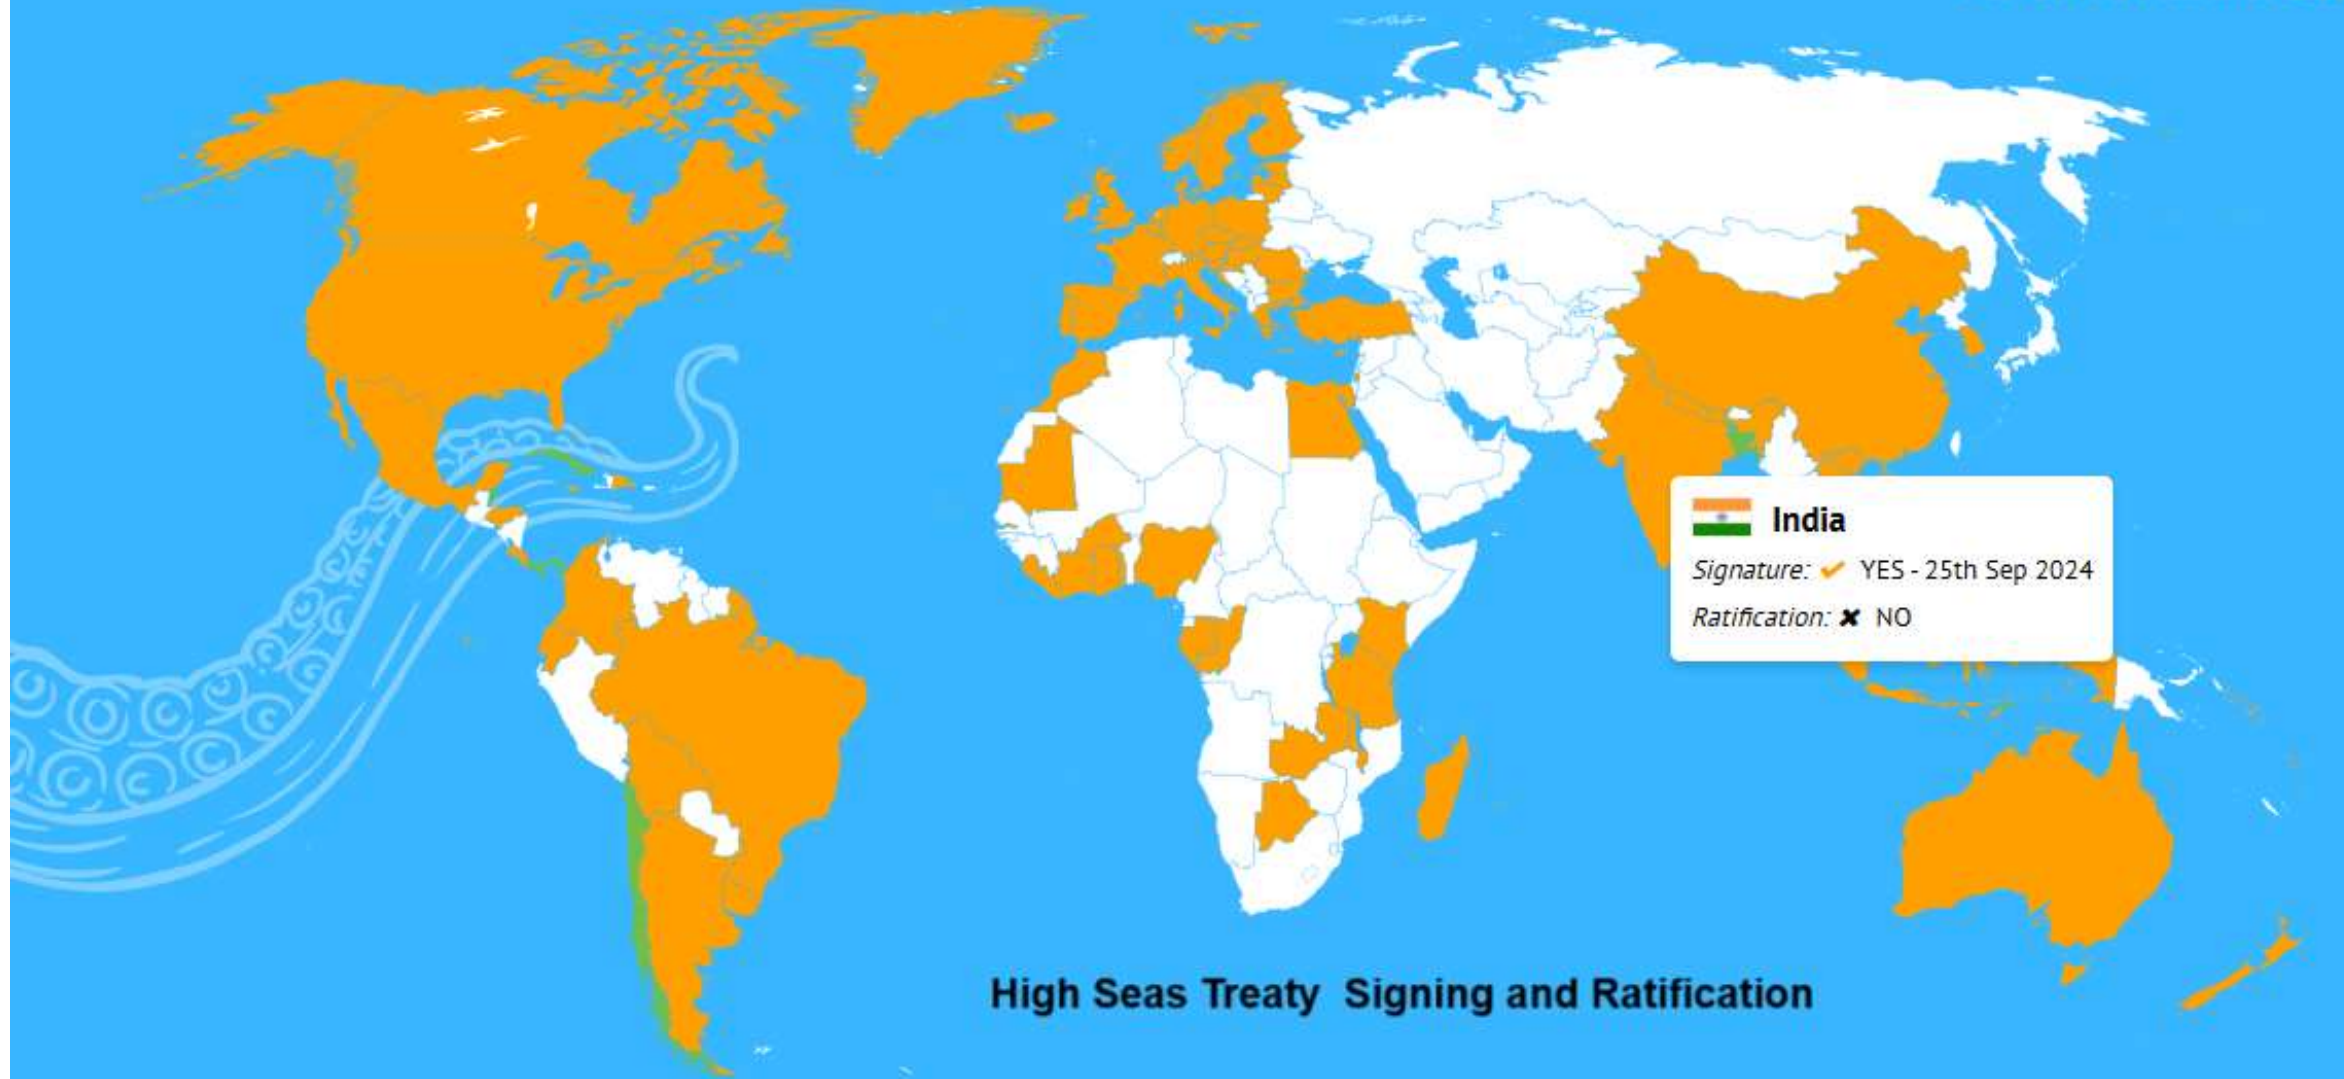 India
Signature: ✔ YES - 25th Sep 2024
Ratification: ✖ NO
High Seas Treaty Signing and Ratification